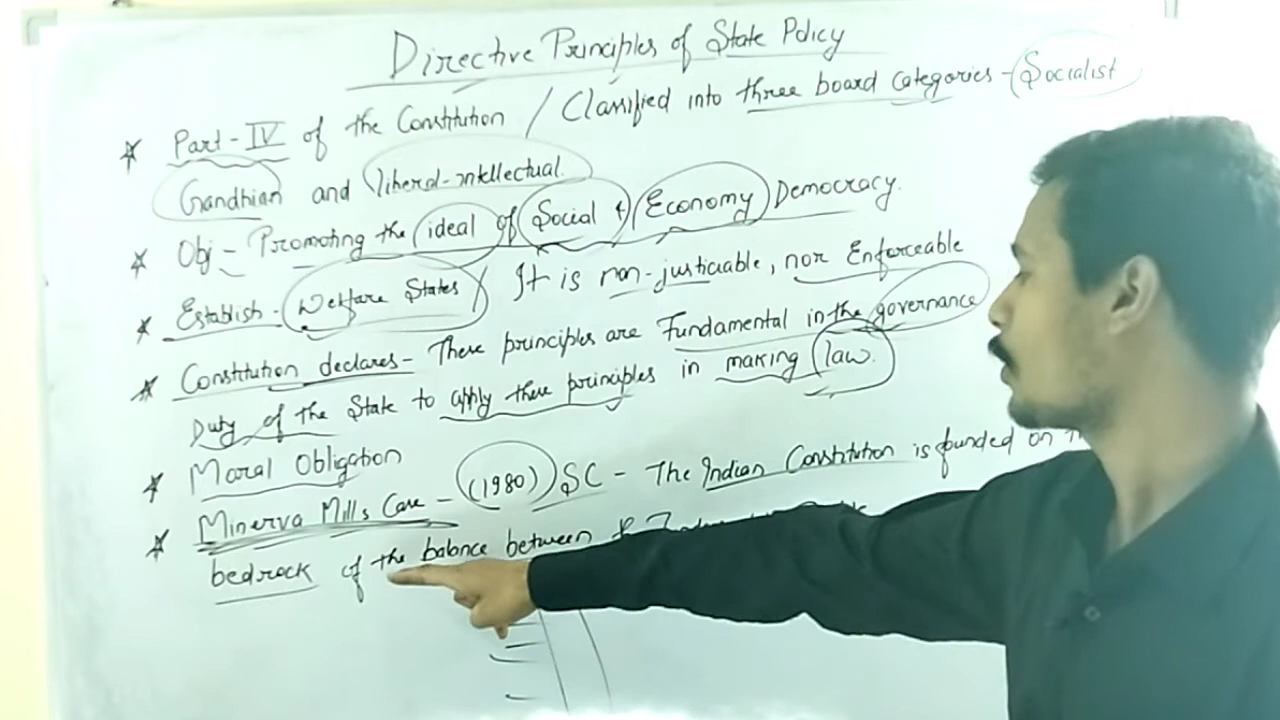 Directive Principles of State Policy
* Part-IV of the Constitution / Classified into three board categories - Socialist
Gandhian and liberal-intellectual.
* Obj - Promoting the ideal of Social & Economy Democracy.
* Establish - Welfare States / It is non-justiciable, nor Enforceable
* Constitution declares - These principles are Fundamental in the governance
Duty of the State to apply these principles in making law.
* Moral Obligation
* Minerva Mills Case - (1980) SC - The Indian Constitution is founded on
bedrock of the balance between